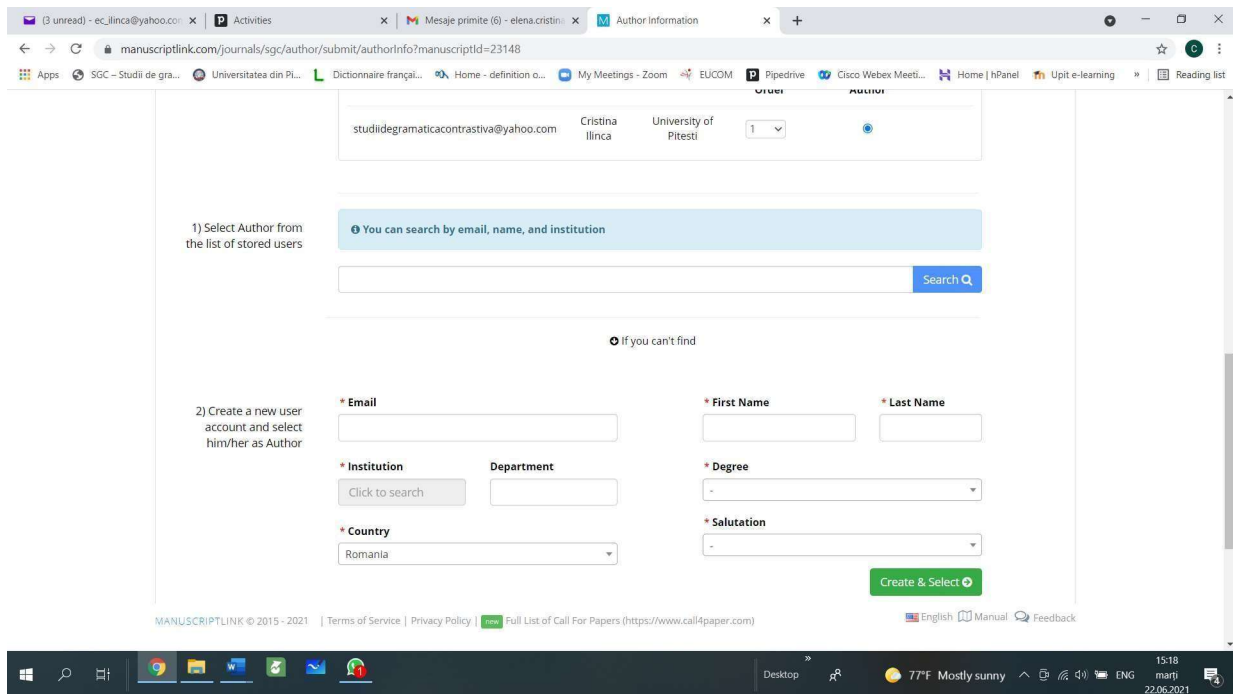 (3 unread) - ec_ilinca@yahoo.con
Activities
Mesaje primite (6) - elena.cristin
Author Information
manuscriptlink.com/journals/sgc/author/submit/authorInfo?manuscriptId=23148
Apps SGC – Studii de gra... Universitatea din Pi... Dictionnaire françai... Home - definition o... My Meetings - Zoom EUCOM Pipedrive Cisco Webex Meeti... Home | hPanel Upit e-learning » Reading list
Order Author
studiidegramaticacontrastiva@yahoo.com
Cristina
Ilinca
University of
Pitesti
1
1) Select Author from
the list of stored users
You can search by email, name, and institution
Search
If you can't find
2) Create a new user
account and select
him/her as Author
* Email
* First Name
* Last Name
* Institution
Department
* Degree
Click to search
-
* Country
* Salutation
Romania
-
Create & Select
MANUSCRIPTLINK © 2015 - 2021 | Terms of Service | Privacy Policy | new Full List of Call For Papers (https://www.call4paper.com)
English Manual Feedback
Desktop » 77°F Mostly sunny ENG
15:18
marți
22.06.2021
4